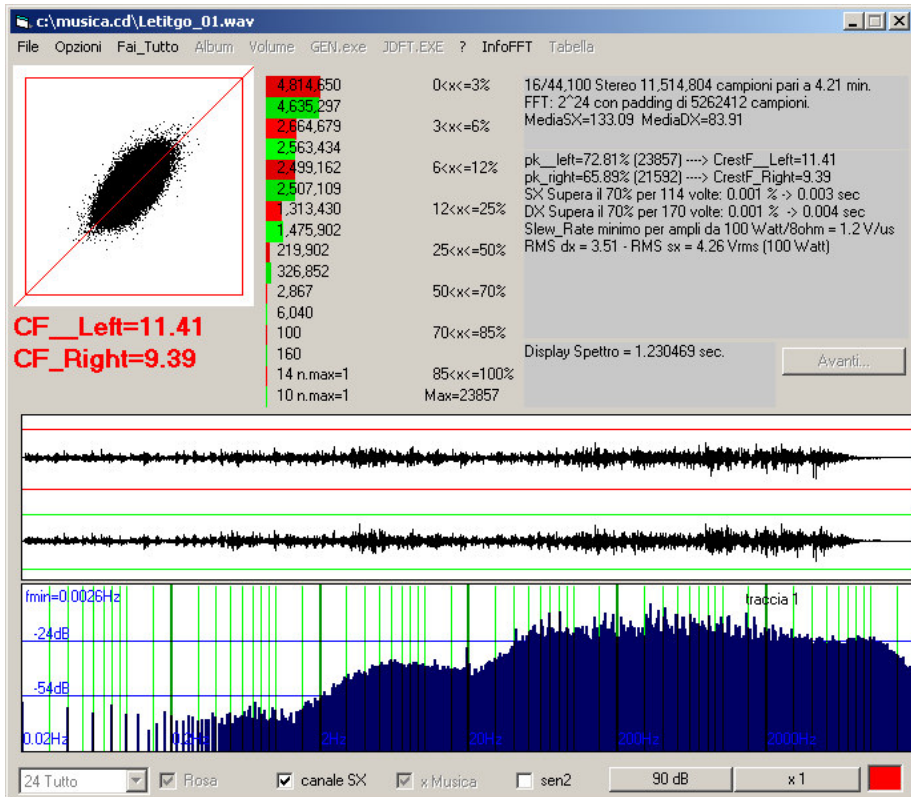 c:\musica.cd\Letitgo_01.wav
File Opzioni Fai_Tutto Album Volume GEN.exe JDFT.EXE ? InfoFFT Tabella
4,814,650 0<x<=3%
4,635,297
2,664,679 3<x<=6%
2,563,434
2,499,162 6<x<=12%
2,507,109
1,313,430 12<x<=25%
1,475,902
219,902 25<x<=50%
326,852
2,867 50<x<=70%
6,040
100 70<x<=85%
160
14 n.max=1 85<x<=100%
10 n.max=1 Max=23857
16/44,100 Stereo 11,514,804 campioni pari a 4.21 min.
FFT: 2^24 con padding di 5262412 campioni.
MediaSX=133.09 MediaDX=83.91
pk__left=72.81% (23857) ----> CrestF__Left=11.41
pk_right=65.89% (21592) ----> CrestF_Right=9.39
SX Supera il 70% per 114 volte: 0.001 % -> 0.003 sec
DX Supera il 70% per 170 volte: 0.001 % -> 0.004 sec
Slew_Rate minimo per ampli da 100 Watt/8ohm = 1.2 V/us
RMS dx = 3.51 - RMS sx = 4.26 Vrms (100 Watt)
CF__Left=11.41
CF_Right=9.39
Display Spettro = 1.230469 sec.
Avanti...
fmin=0.0026Hz
traccia 1
-24dB
-54dB
0.02Hz 0.2Hz 2Hz 20Hz 200Hz 2000Hz
24 Tutto Rosa canale SX x Musica sen2 90 dB x 1